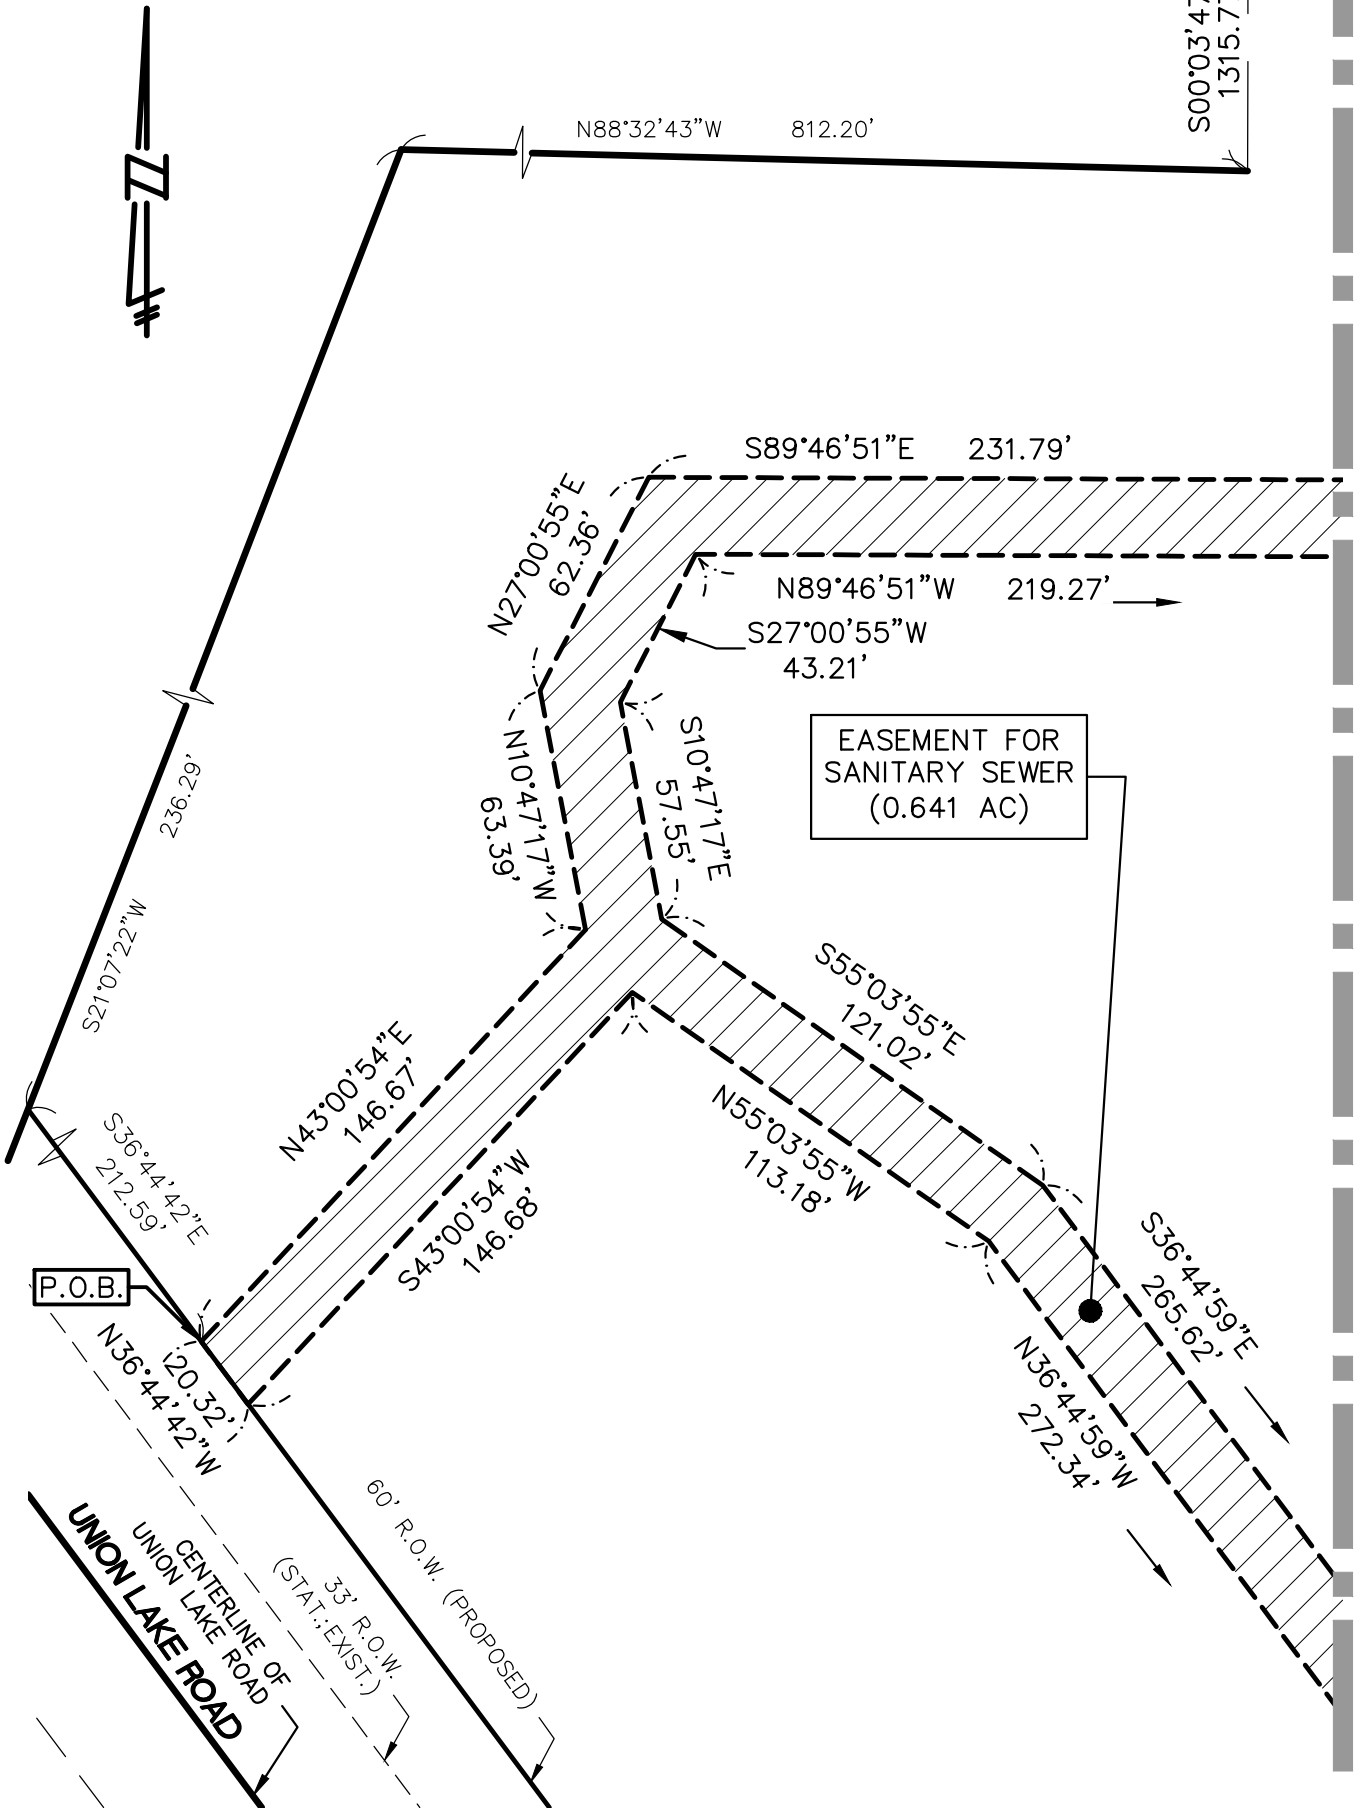 S00°03'47
1315.7
N88°32'43"W 812.20'
S89°46'51"E 231.79'
N27°00'55"E
62.36'
N89°46'51"W 219.27'
S27°00'55"W
43.21'
EASEMENT FOR
SANITARY SEWER
(0.641 AC)
N10°47'17"W
63.39'
S10°47'17"E
57.55'
236.29'
S21°07'22"W
S55°03'55"E
121.02'
N43°00'54"E
146.67'
N55°03'55"W
113.18'
S36°44'42"E
212.59'
S43°00'54"W
146.68'
S36°44'59"E
265.62'
P.O.B.
20.32'
N36°44'42"W
N36°44'59"W
272.34'
60' R.O.W. (PROPOSED)
33' R.O.W.
(STAT.;EXIST.)
CENTERLINE OF
UNION LAKE ROAD
UNION LAKE ROAD
N